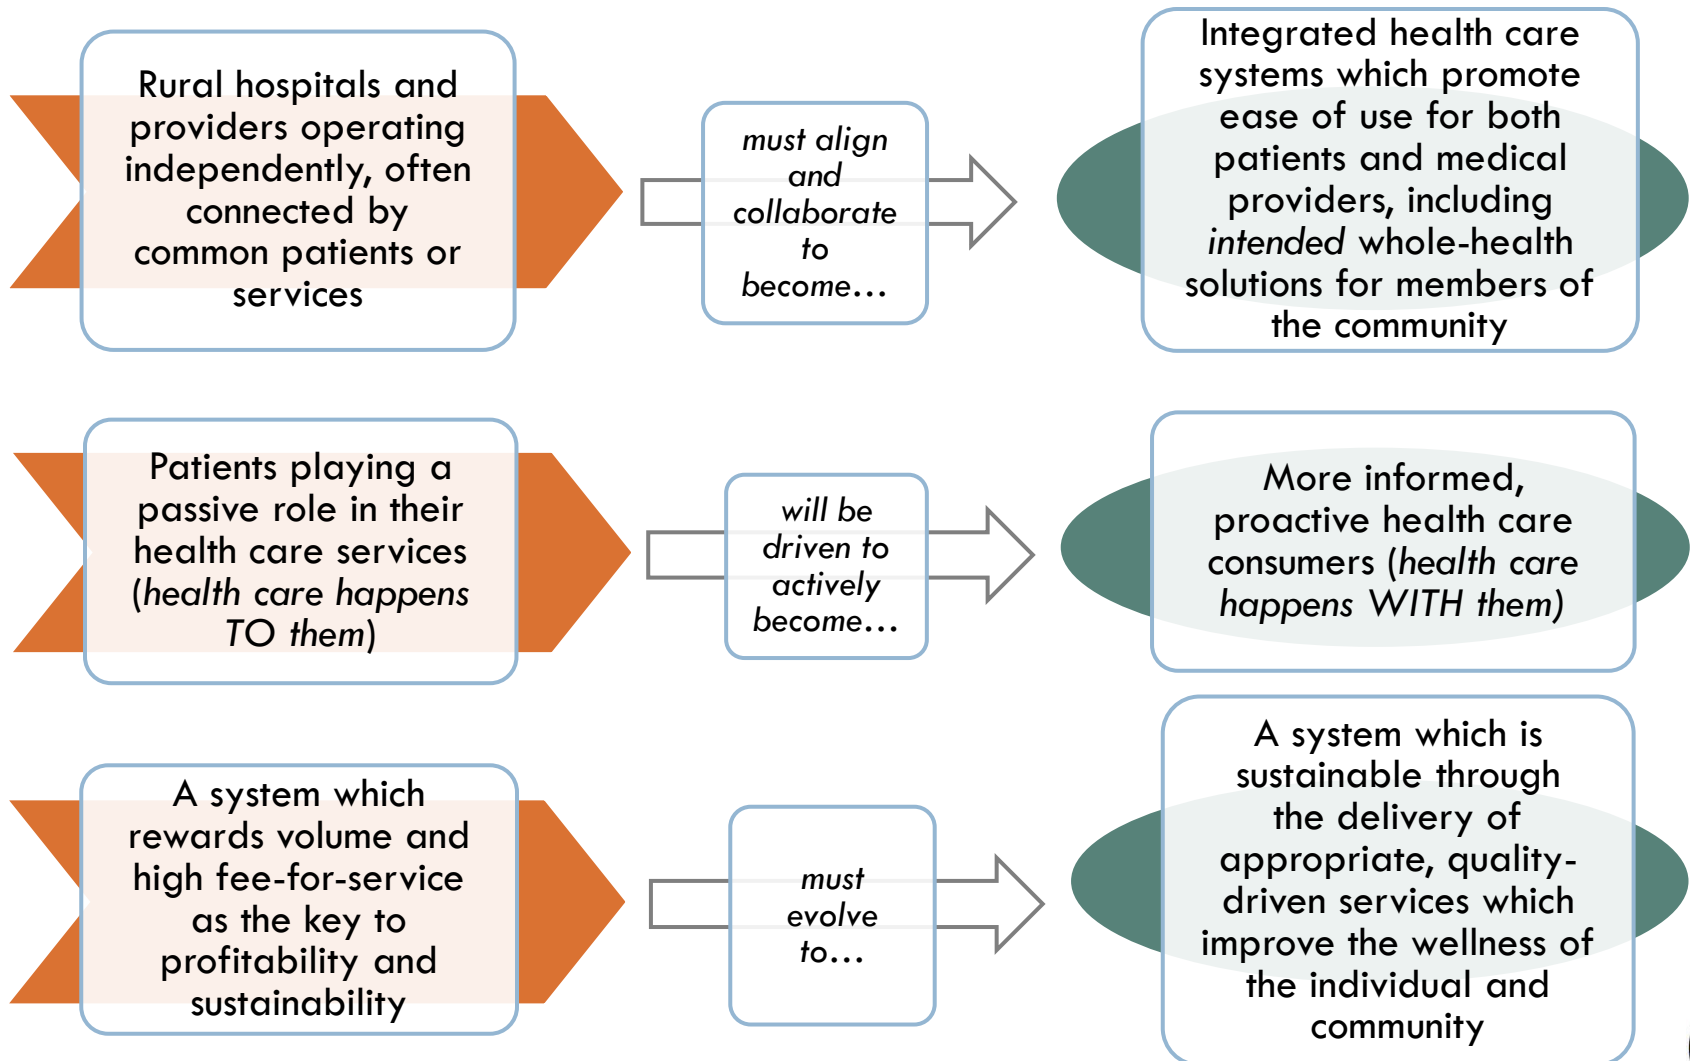 Rural hospitals and
providers operating
independently, often
connected by
common patients or
services
must align
and
collaborate
to
become...
Integrated health care
systems which promote
ease of use for both
patients and medical
providers, including
intended whole-health
solutions for members of
the community
Patients playing a
passive role in their
health care services
(health care happens
TO them)
will be
driven to
actively
become...
More informed,
proactive health care
consumers (health care
happens WITH them)
A system which
rewards volume and
high fee-for-service
as the key to
profitability and
sustainability
must
evolve
to...
A system which is
sustainable through
the delivery of
appropriate, quality-
driven services which
improve the wellness of
the individual and
community